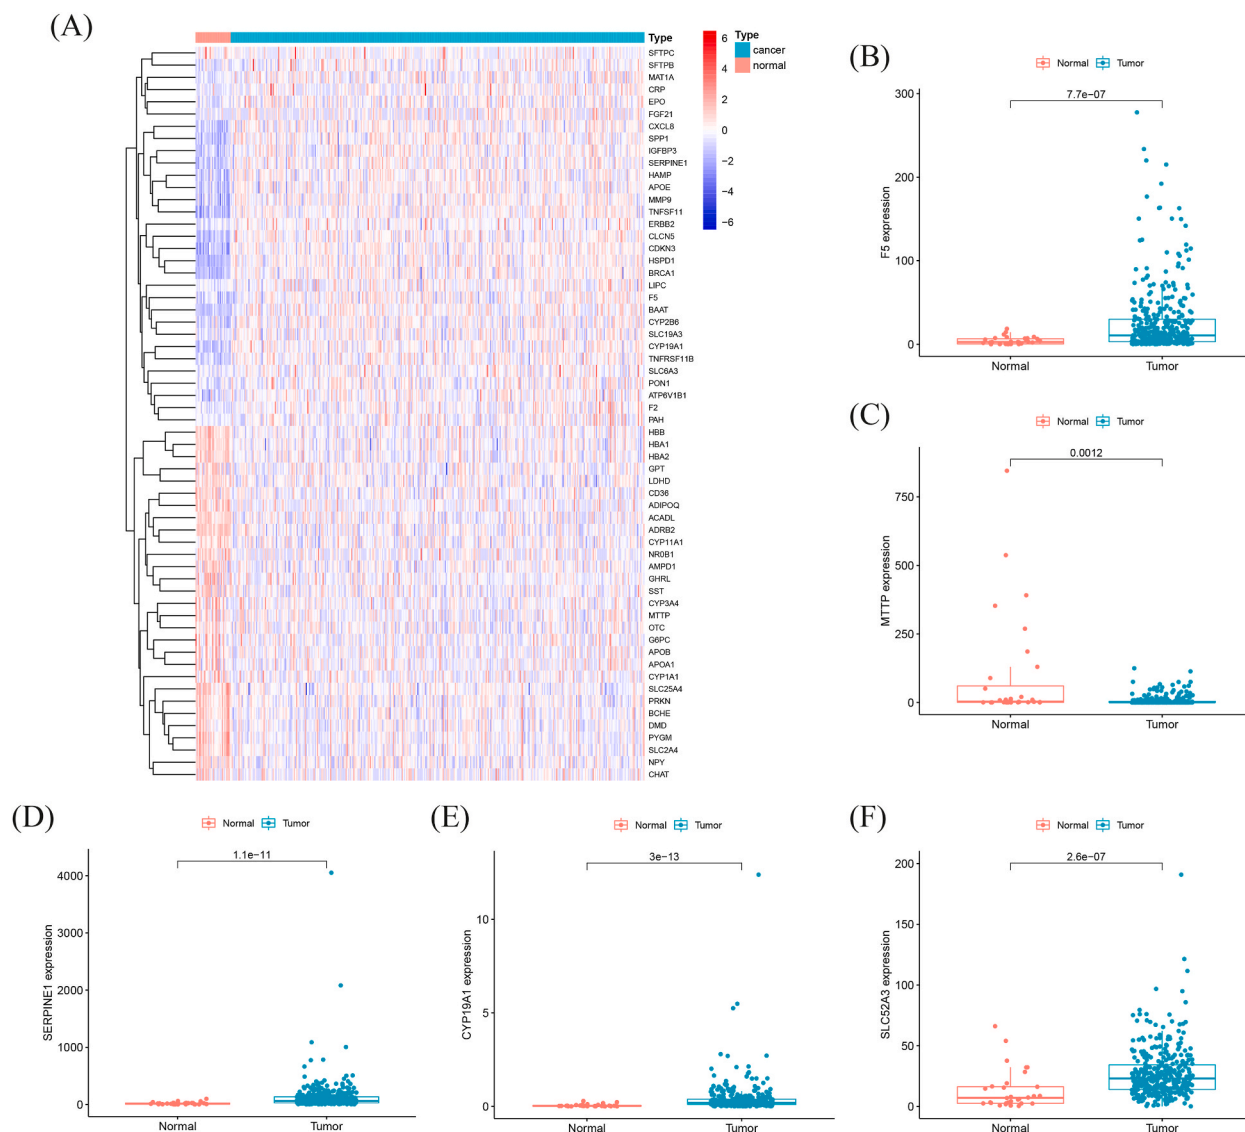 (A)
Type
6
4
2
0
−2
−4
−6
Type
cancer
normal
SFTPC
SFTPB
MAT1A
CRP
EPO
FGF21
CXCL8
SPP1
IGFBP3
SERPINE1
HAMP
APOE
MMP9
TNFSF11
ERBB2
CLCN5
CDKN3
HSPD1
BRCA1
LIPC
F5
BAAT
CYP2B6
SLC19A3
CYP19A1
TNFRSF11B
SLC6A3
PON1
ATP6V1B1
F2
PAH
HBB
HBA1
HBA2
GPT
LDHD
CD36
ADIPOQ
ACADL
ADRB2
CYP11A1
NR0B1
AMPD1
GHRL
SST
CYP3A4
MTTP
OTC
G6PC
APOB
APOA1
CYP1A1
SLC25A4
PRKN
BCHE
DMD
PYGM
SLC2A4
NPY
CHAT
(B)
Normal Tumor
7.7e−07
300
200
100
0
F5 expression
Normal Tumor
(C)
Normal Tumor
0.0012
750
500
250
0
MTTP expression
Normal Tumor
(D)
Normal Tumor
1.1e−11
4000
3000
2000
1000
0
SERPINE1 expression
Normal Tumor
(E)
Normal Tumor
3e−13
10
5
0
CYP19A1 expression
Normal Tumor
(F)
Normal Tumor
2.6e−07
200
150
100
50
0
SLC52A3 expression
Normal Tumor